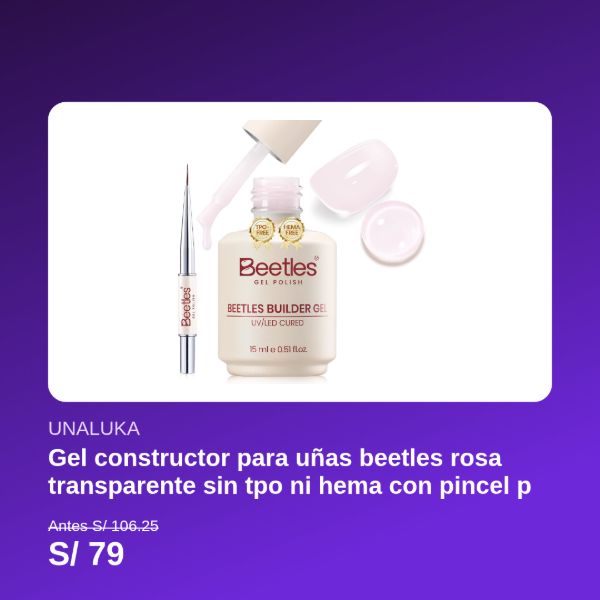 TPO-
FREE
HEMA
FREE
Beetles®
GEL POLISH
BEETLES BUILDER GEL
UV/LED CURED
15 ml e 0.51 fl.oz.
Beetles
GEL POLISH
UNALUKA
Gel constructor para uñas beetles rosa
transparente sin tpo ni hema con pincel p
Antes S/ 106.25
S/ 79